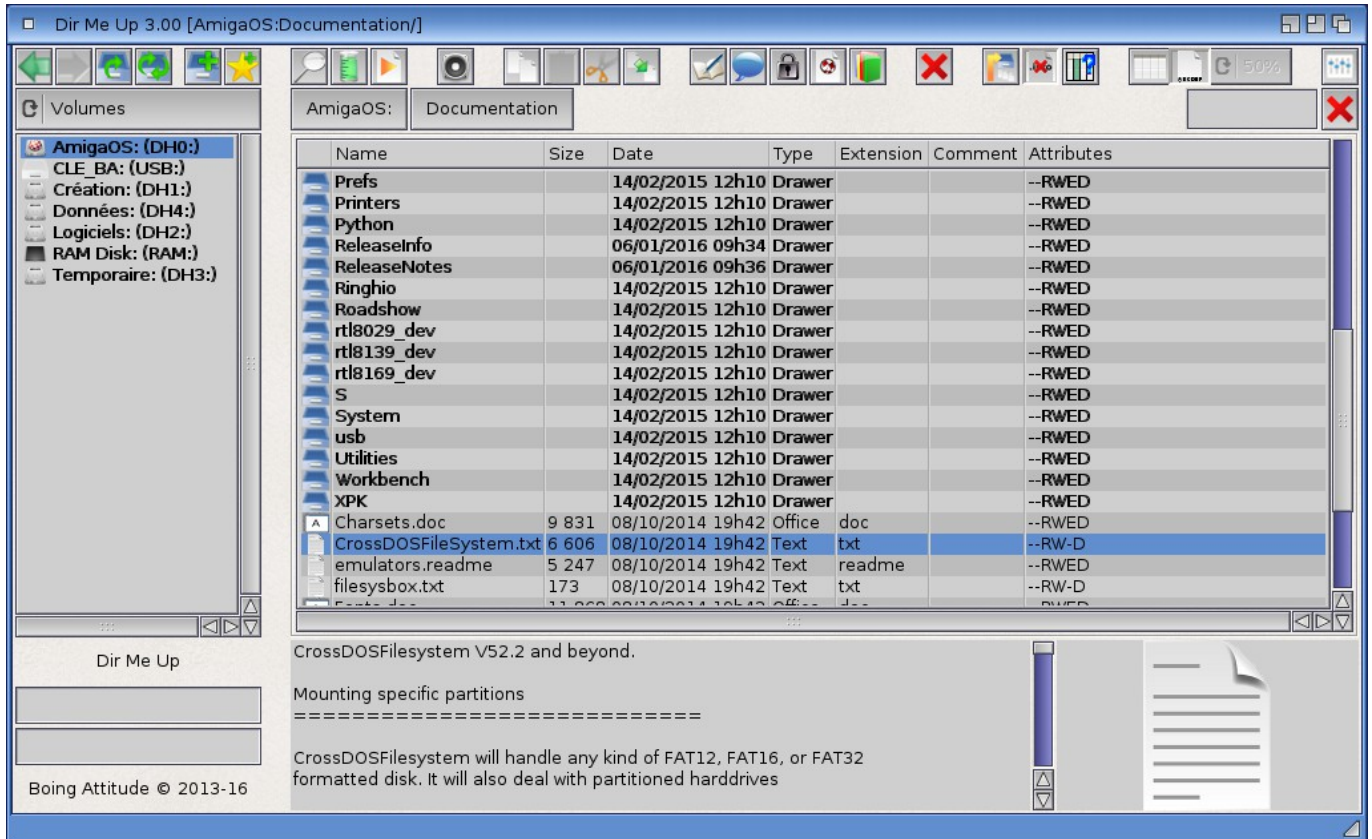 Dir Me Up 3.00 [AmigaOS:Documentation/]
50%
Volumes
AmigaOS: Documentation
AmigaOS: (DH0:)
CLE_BA: (USB:)
Création: (DH1:)
Données: (DH4:)
Logiciels: (DH2:)
RAM Disk: (RAM:)
Temporaire: (DH3:)
Name Size Date Type Extension Comment Attributes
Prefs 14/02/2015 12h10 Drawer --RWED
Printers 14/02/2015 12h10 Drawer --RWED
Python 14/02/2015 12h10 Drawer --RWED
ReleaseInfo 06/01/2016 09h34 Drawer --RWED
ReleaseNotes 06/01/2016 09h36 Drawer --RWED
Ringhio 14/02/2015 12h10 Drawer --RWED
Roadshow 14/02/2015 12h10 Drawer --RWED
rtl8029_dev 14/02/2015 12h10 Drawer --RWED
rtl8139_dev 14/02/2015 12h10 Drawer --RWED
rtl8169_dev 14/02/2015 12h10 Drawer --RWED
S 14/02/2015 12h10 Drawer --RWED
System 14/02/2015 12h10 Drawer --RWED
usb 14/02/2015 12h10 Drawer --RWED
Utilities 14/02/2015 12h10 Drawer --RWED
Workbench 14/02/2015 12h10 Drawer --RWED
XPK 14/02/2015 12h10 Drawer --RWED
Charsets.doc 9 831 08/10/2014 19h42 Office doc --RWED
CrossDOSFileSystem.txt 6 606 08/10/2014 19h42 Text txt --RW-D
emulators.readme 5 247 08/10/2014 19h42 Text readme --RWED
filesysbox.txt 173 08/10/2014 19h42 Text txt --RW-D
Dir Me Up
Boing Attitude © 2013-16
CrossDOSFilesystem V52.2 and beyond.
Mounting specific partitions
============================
CrossDOSFilesystem will handle any kind of FAT12, FAT16, or FAT32
formatted disk. It will also deal with partitioned harddrives